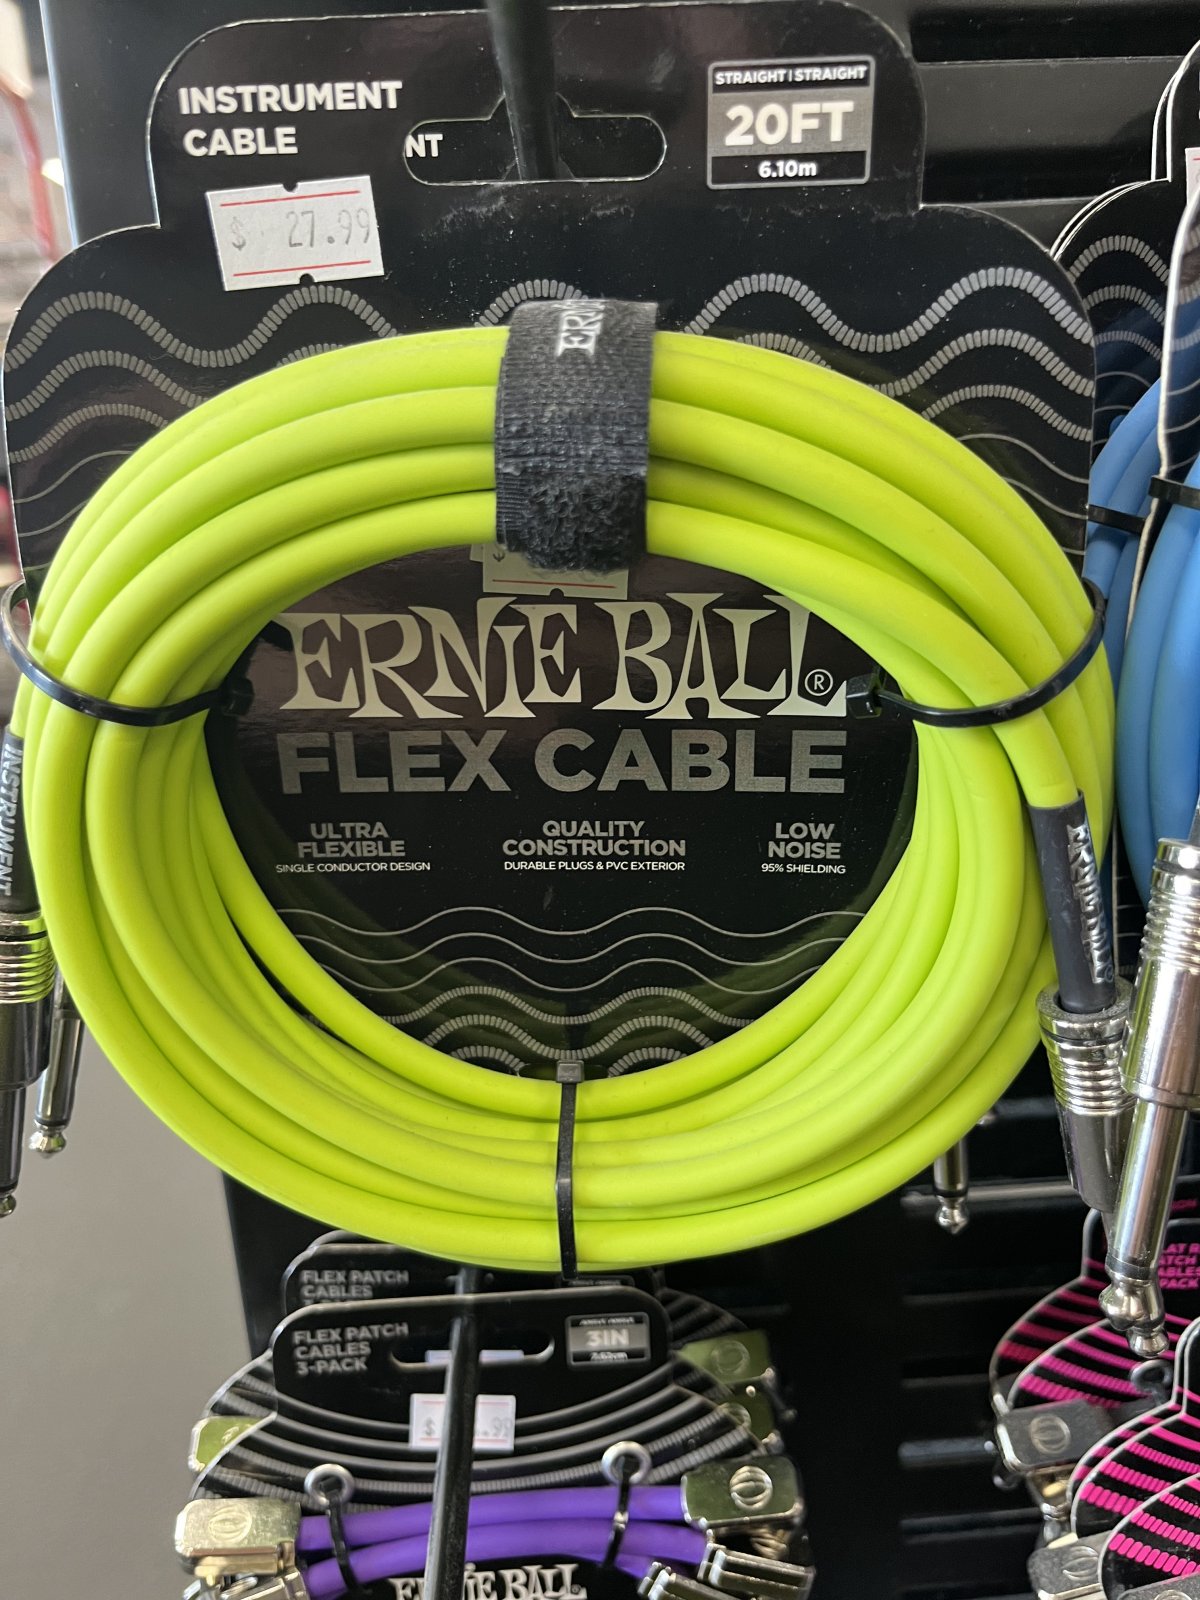 INSTRUMENT
CABLE
NT
STRAIGHT | STRAIGHT
20FT
6.10m
$ 27.99
ERN
ERNIE BALL®
FLEX CABLE
ULTRA
FLEXIBLE
SINGLE CONDUCTOR DESIGN
QUALITY
CONSTRUCTION
DURABLE PLUGS & PVC EXTERIOR
LOW
NOISE
95% SHIELDING
INSTRUMENT
ERNIE BALL
FLEX PATCH
CABLES
FLEX PATCH
CABLES
3-PACK
3IN
ERNIE BALL